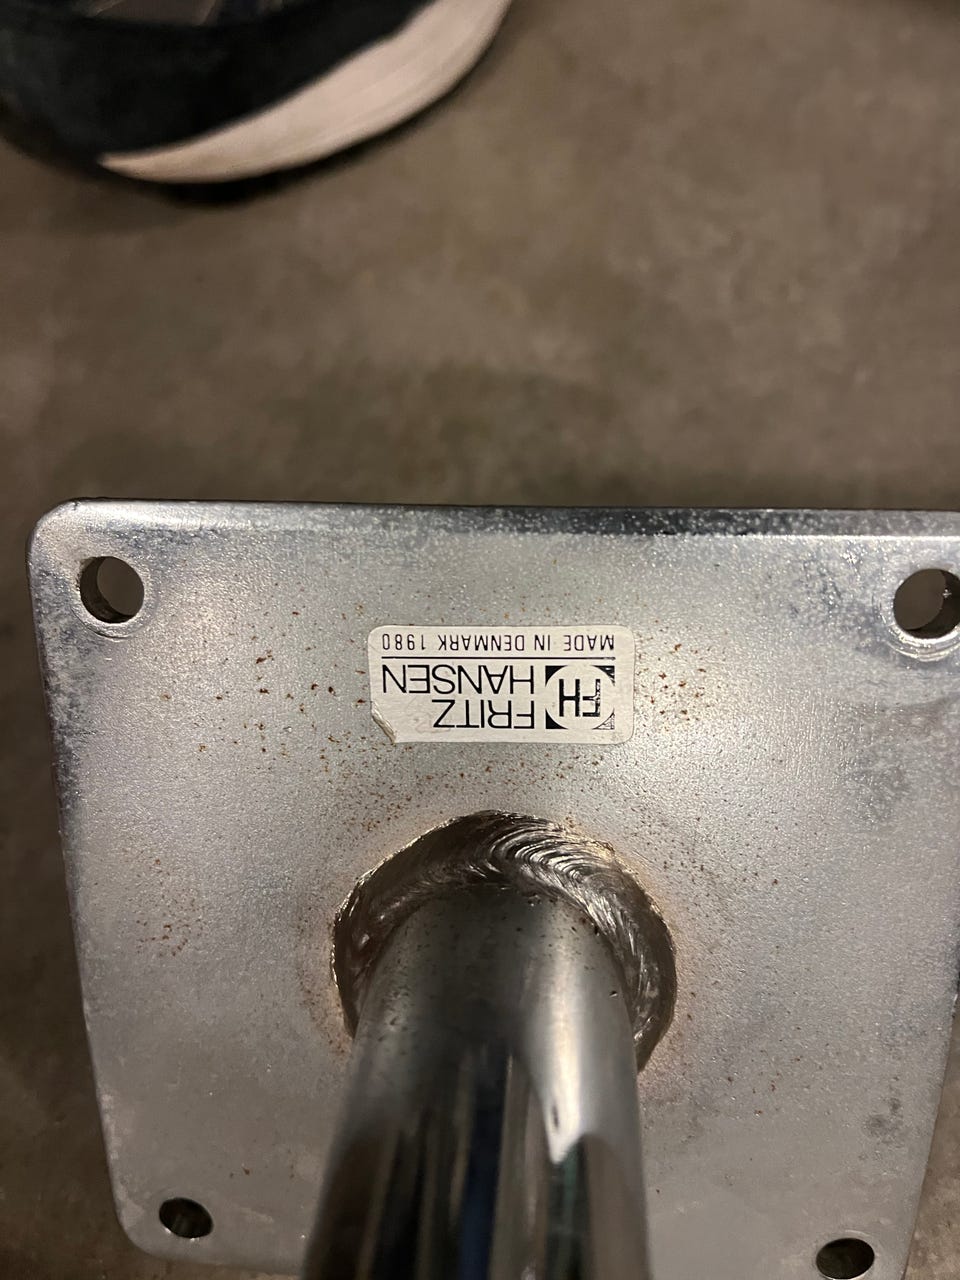 FH FRITZ
HANSEN
MADE IN DENMARK 1980